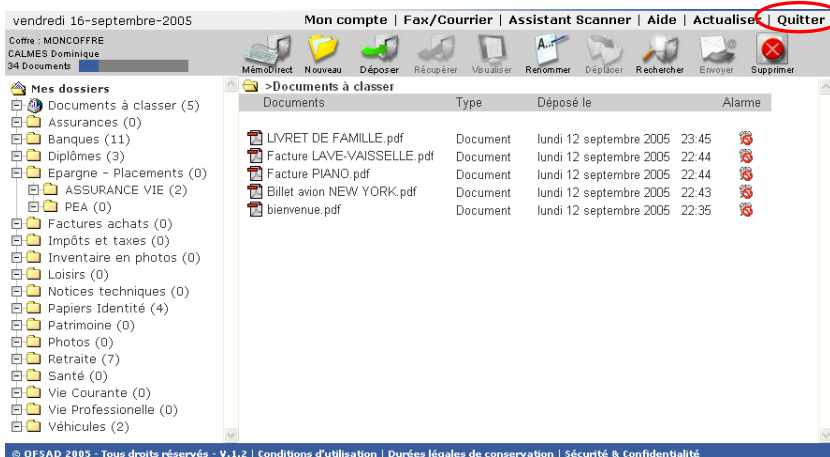 vendredi 16-septembre-2005 Mon compte | Fax/Courrier | Assistant Scanner | Aide | Actualiser | Quitter
Coffre : MONCOFFRE
CALMES Dominique
34 Documents
MémoDirect Nouveau Déposer Récupérer Visualiser Renommer Déplacer Rechercher Envoyer Supprimer
Mes dossiers
Documents à classer (5)
Assurances (0)
Banques (11)
Diplômes (3)
Epargne - Placements (0)
ASSURANCE VIE (2)
PEA (0)
Factures achats (0)
Impôts et taxes (0)
Inventaire en photos (0)
Loisirs (0)
Notices techniques (0)
Papiers Identité (4)
Patrimoine (0)
Photos (0)
Retraite (7)
Santé (0)
Vie Courante (0)
Vie Professionelle (0)
Véhicules (2)
>Documents à classer
Documents Type Déposé le Alarme
LIVRET DE FAMILLE.pdf Document lundi 12 septembre 2005 23:45
Facture LAVE-VAISSELLE.pdf Document lundi 12 septembre 2005 22:44
Facture PIANO.pdf Document lundi 12 septembre 2005 22:44
Billet avion NEW YORK.pdf Document lundi 12 septembre 2005 22:43
bienvenue.pdf Document lundi 12 septembre 2005 22:35
© OFSAD 2005 - Tous droits réservés - V.1.2 | Conditions d'utilisation | Durées légales de conservation | Sécurité & Confidentialité